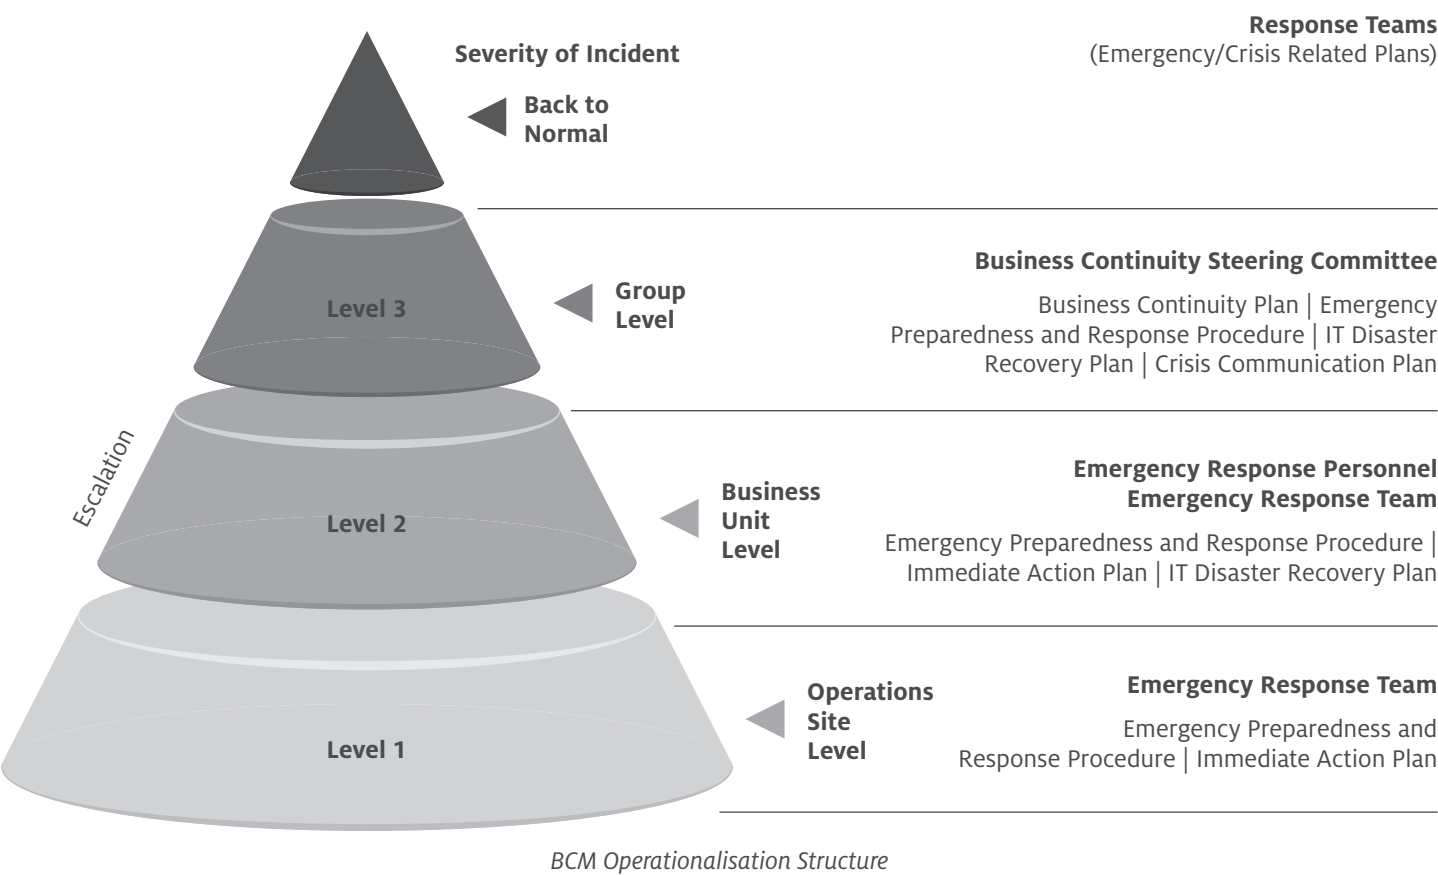 Severity of Incident
Response Teams
(Emergency/Crisis Related Plans)
Back to
Normal
Level 3
Group
Level
Business Continuity Steering Committee
Business Continuity Plan | Emergency
Preparedness and Response Procedure | IT Disaster
Recovery Plan | Crisis Communication Plan
Escalation
Level 2
Business
Unit
Level
Emergency Response Personnel
Emergency Response Team
Emergency Preparedness and Response Procedure |
Immediate Action Plan | IT Disaster Recovery Plan
Level 1
Operations
Site
Level
Emergency Response Team
Emergency Preparedness and
Response Procedure | Immediate Action Plan
BCM Operationalisation Structure